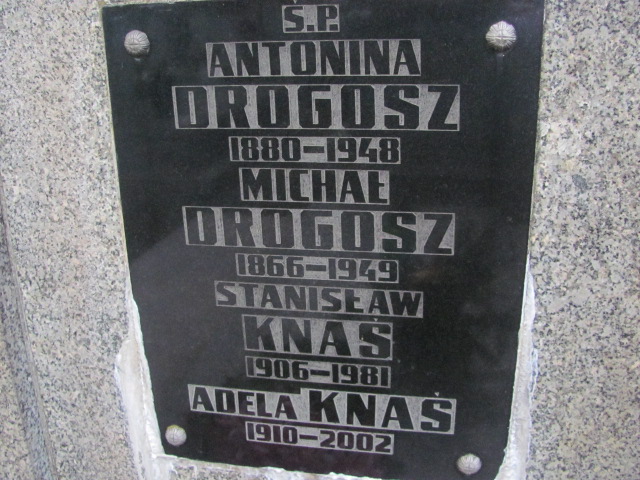 Ś.P.
ANTONINA
DROGOSZ
1880-1948
MICHAŁ
DROGOSZ
1866-1949
STANISŁAW
KNAŚ
1906-1981
ADELA KNAŚ
1910-2002